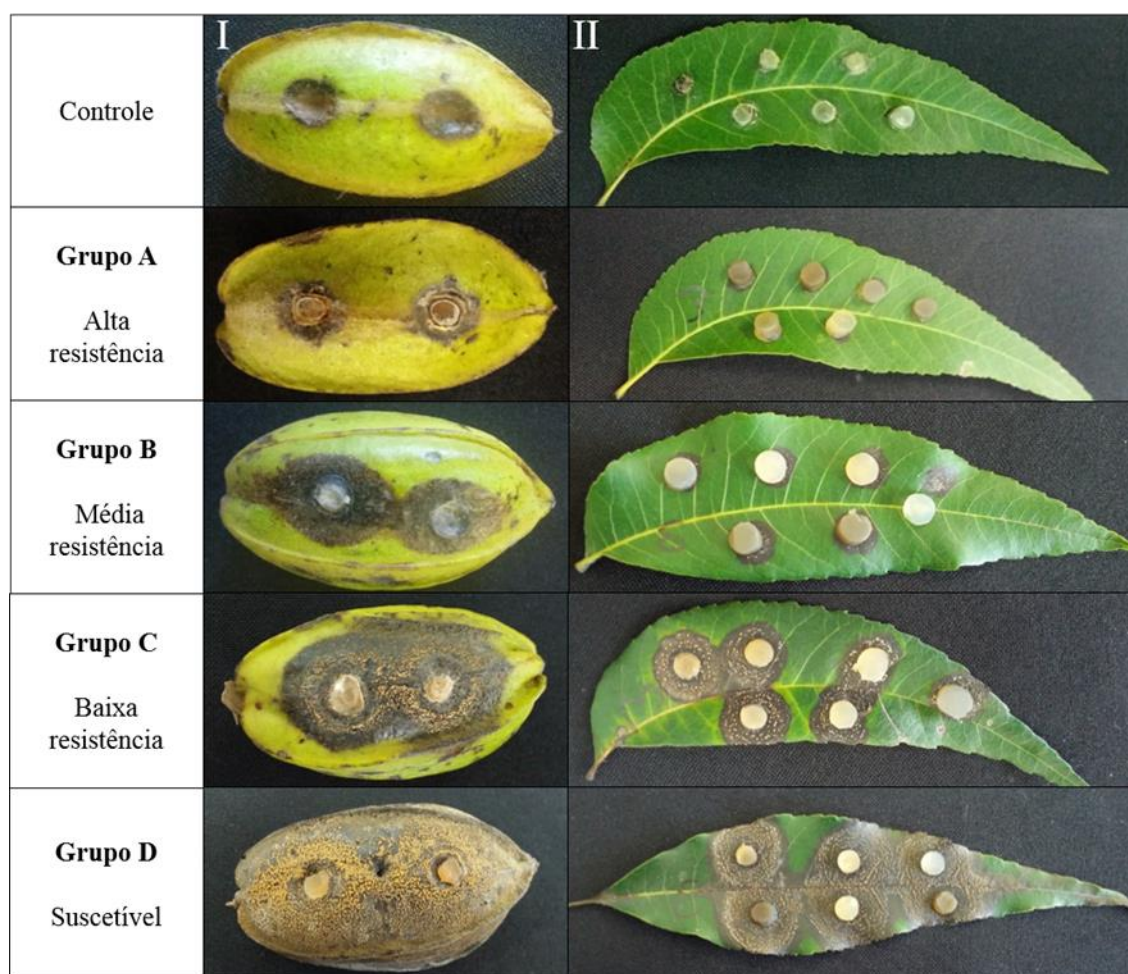 I
II
Controle
Grupo A
Alta
resistência
Grupo B
Média
resistência
Grupo C
Baixa
resistência
Grupo D
Suscetível